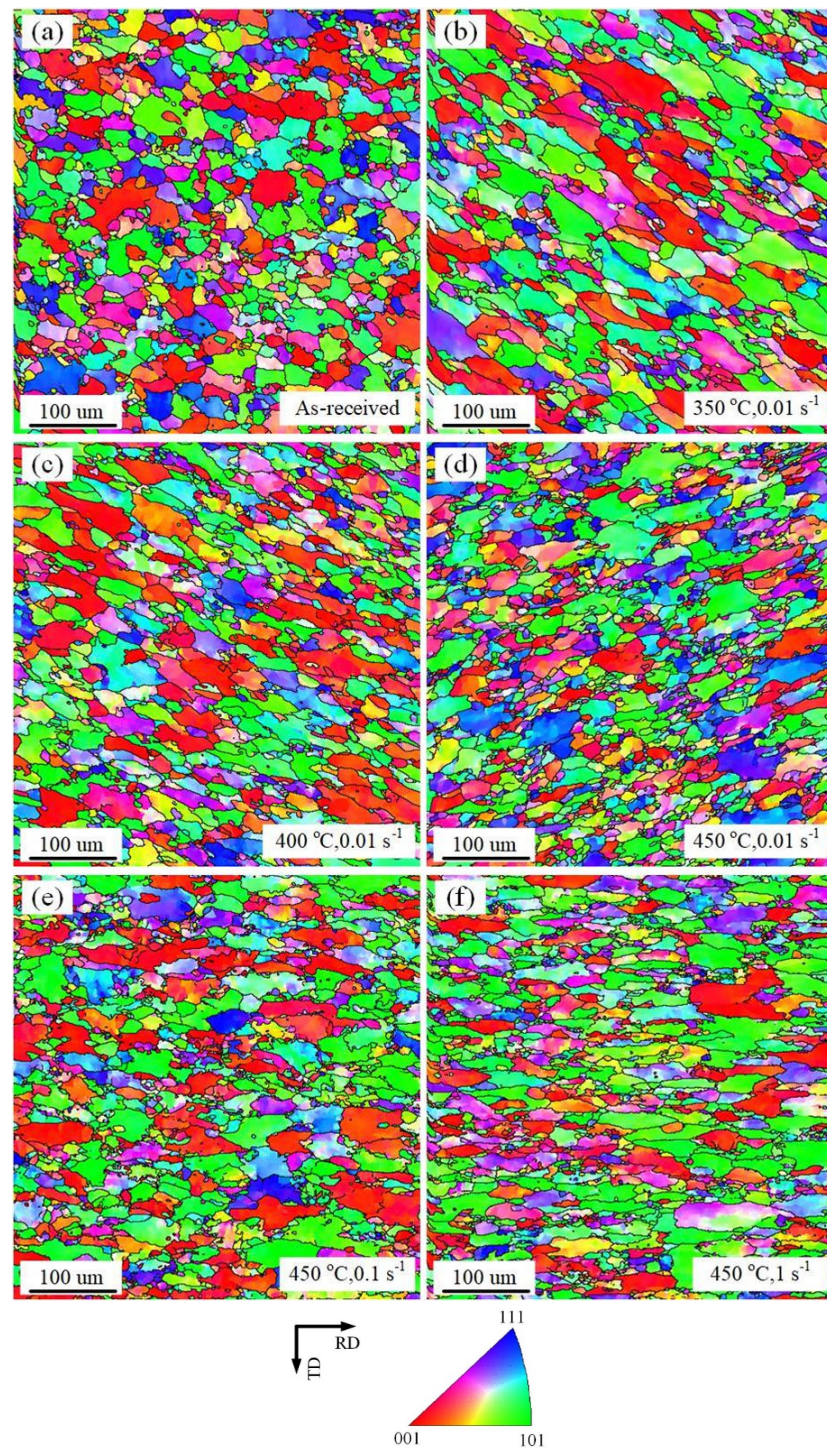 (a)
100 um
As-received
(b)
100 um
350 °C,0.01 s⁻¹
(c)
100 um
400 °C,0.01 s⁻¹
(d)
100 um
450 °C,0.01 s⁻¹
(e)
100 um
450 °C,0.1 s⁻¹
(f)
100 um
450 °C,1 s⁻¹
RD
TD
111
001
101